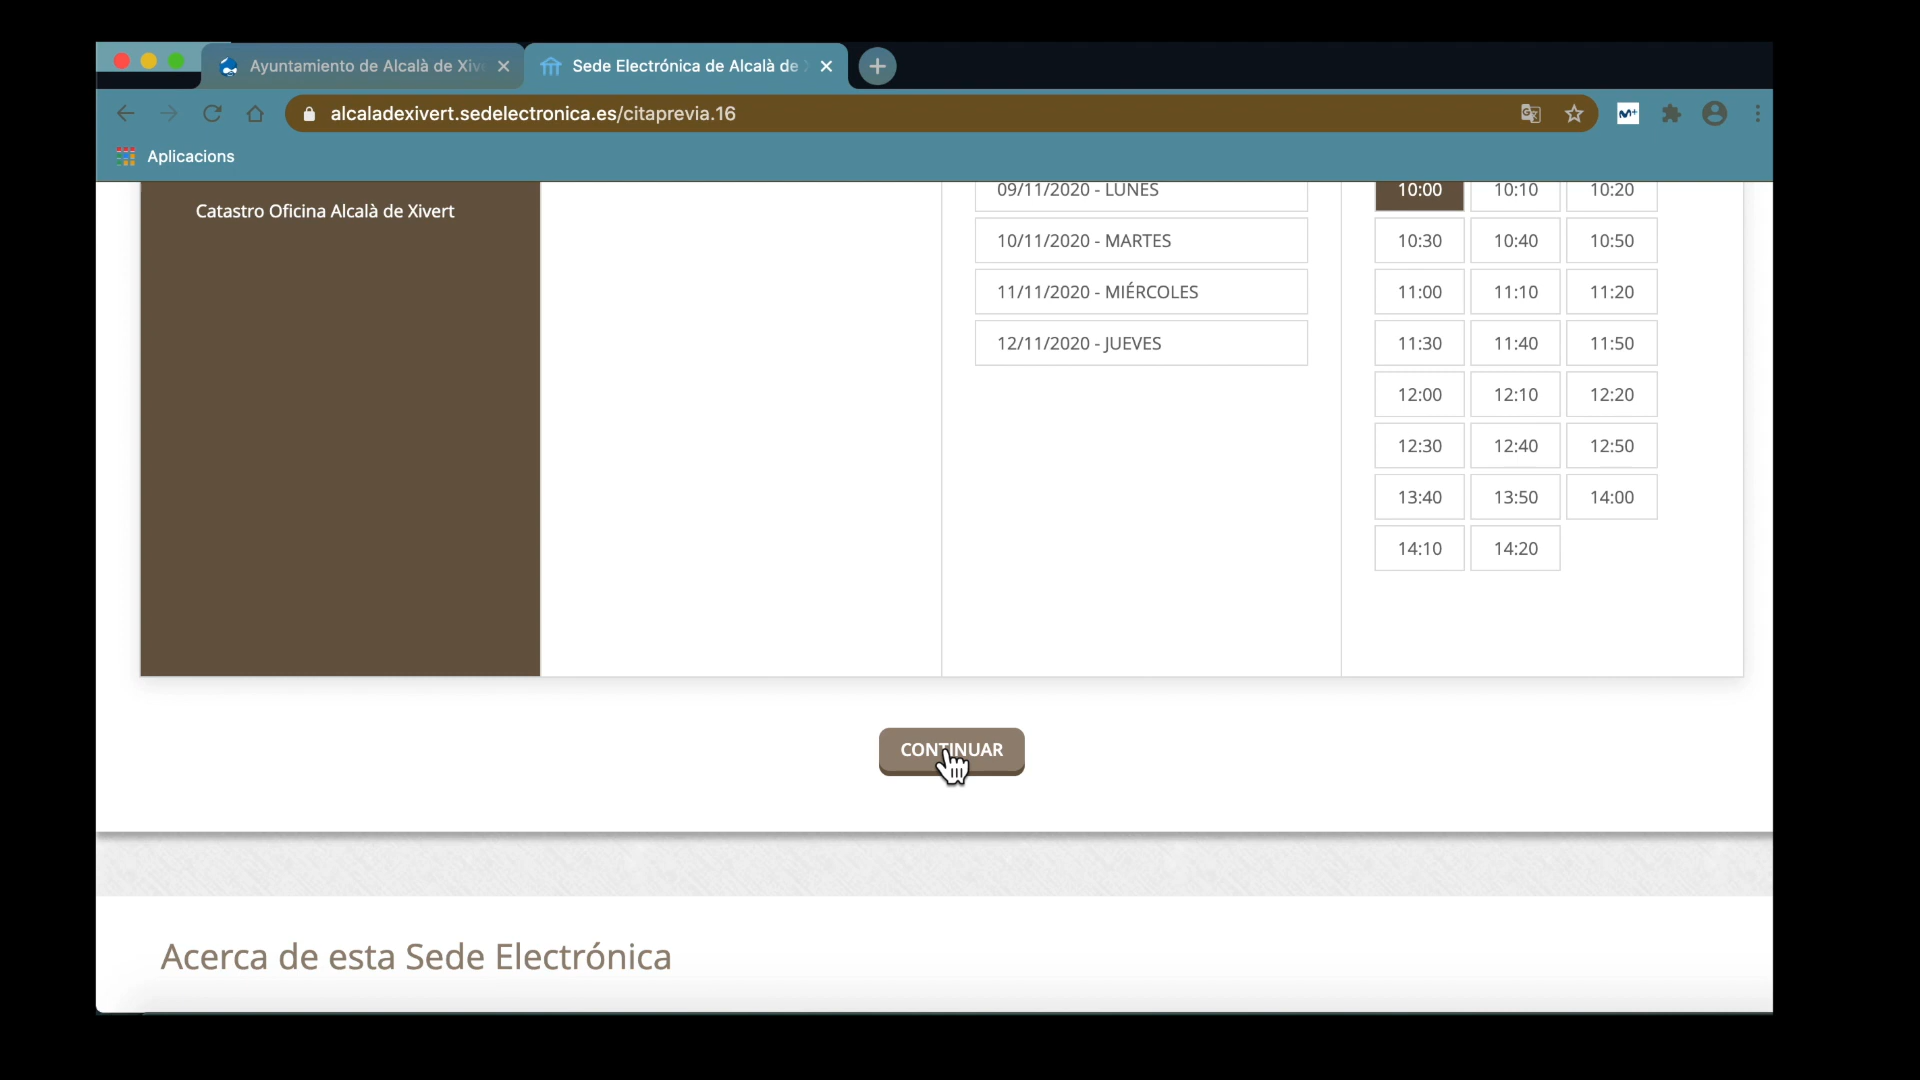 Ayuntamiento de Alcalà de Xive
Sede Electrónica de Alcalà de
alcaladexivert.sedelectronica.es/citaprevia.16
Aplicacions
Catastro Oficina Alcalà de Xivert
09/11/2020 - LUNES
10/11/2020 - MARTES
11/11/2020 - MIÉRCOLES
12/11/2020 - JUEVES
10:00 10:10 10:20
10:30 10:40 10:50
11:00 11:10 11:20
11:30 11:40 11:50
12:00 12:10 12:20
12:30 12:40 12:50
13:40 13:50 14:00
14:10 14:20
CONTINUAR
Acerca de esta Sede Electrónica